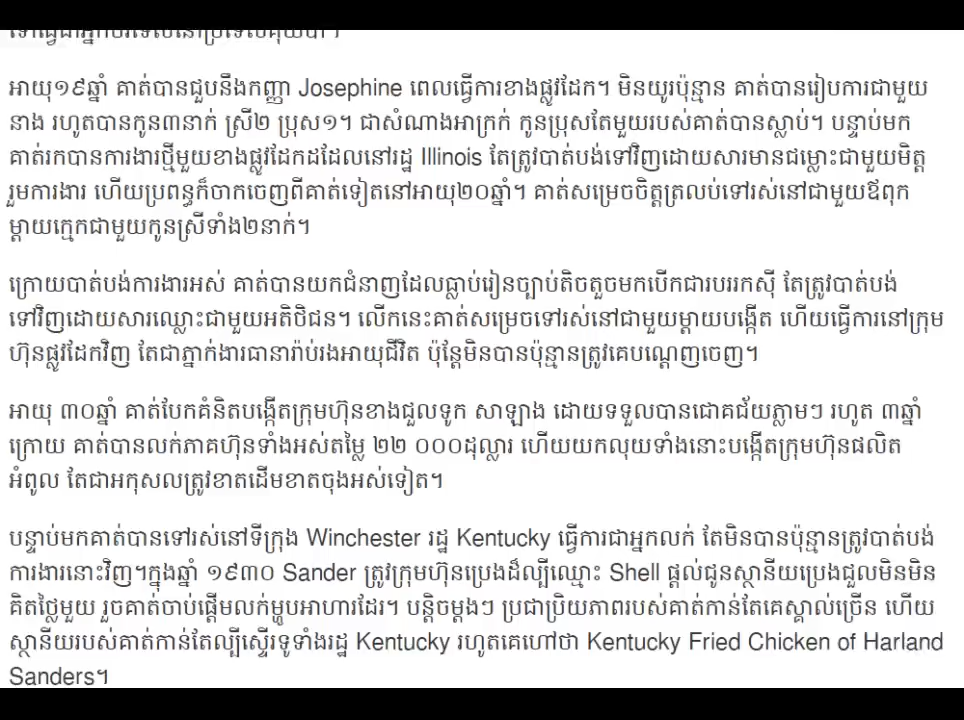 អាយុ១៩ឆ្នាំ គាត់បានជួបនឹងកញ្ញា Josephine ពេលធ្វើការខាងផ្លូវដែក។ មិនយូរប៉ុន្មាន គាត់បានរៀបការជាមួយ
នាង រហូតបានកូន៣នាក់ ស្រី២ ប្រុស១។ ជាសំណាងអាក្រក់ កូនប្រុសតែមួយរបស់គាត់បានស្លាប់។ បន្ទាប់មក
គាត់រកបានការងារថ្មីមួយខាងផ្លូវដែកដដែលនៅរដ្ឋ Illinois តែត្រូវបាត់បង់ទៅវិញដោយសារមានជម្លោះជាមួយមិត្ត
រួមការងារ ហើយប្រពន្ធក៏ចាកចេញពីគាត់ទៀតនៅអាយុ២០ឆ្នាំ។ គាត់សម្រេចចិត្តត្រលប់ទៅរស់នៅជាមួយឪពុក
ម្ដាយក្មេកជាមួយកូនស្រីទាំង២នាក់។
ក្រោយបាត់បង់ការងារអស់ គាត់បានយកជំនាញដែលធ្លាប់រៀនច្បាប់តិចតួចមកបើកជារបររកស៊ី តែត្រូវបាត់បង់
ទៅវិញដោយសារឈ្លោះជាមួយអតិថិជន។ លើកនេះគាត់សម្រេចទៅរស់នៅជាមួយម្ដាយបង្កើត ហើយធ្វើការនៅក្រុម
ហ៊ុនផ្លូវដែកវិញ តែជាភ្នាក់ងារធានារ៉ាប់រងអាយុជីវិត ប៉ុន្តែមិនបានប៉ុន្មានត្រូវគេបណ្ដេញចេញ។
អាយុ ៣០ឆ្នាំ គាត់បែកគំនិតបង្កើតក្រុមហ៊ុនខាងជួលទូក សាឡាង ដោយទទួលបានជោគជ័យភ្លាមៗ រហូត ៣ឆ្នាំ
ក្រោយ គាត់បានលក់ភាគហ៊ុនទាំងអស់តម្លៃ ២២ ០០០ដុល្លារ ហើយយកលុយទាំងនោះបង្កើតក្រុមហ៊ុនផលិត
អំពូល តែជាអកុសលត្រូវខាតដើមខាតចុងអស់ទៀត។
បន្ទាប់មកគាត់បានទៅរស់នៅទីក្រុង Winchester រដ្ឋ Kentucky ធ្វើការជាអ្នកលក់ តែមិនបានប៉ុន្មានត្រូវបាត់បង់
ការងារនោះវិញ។ក្នុងឆ្នាំ ១៩៣០ Sander ត្រូវក្រុមហ៊ុនប្រេងដ៏ល្បីឈ្មោះ Shell ផ្ដល់ជូនស្ថានីយប្រេងជួលមិនមិន
គិតថ្លៃមួយ រួចគាត់ចាប់ផ្ដើមលក់ម្ហូបអាហារដែរ។ បន្តិចម្ដងៗ ប្រជាប្រិយភាពរបស់គាត់កាន់តែគេស្គាល់ច្រើន ហើយ
ស្ថានីយរបស់គាត់កាន់តែល្បីស្ទើរទូទាំងរដ្ឋ Kentucky រហូតគេហៅថា Kentucky Fried Chicken of Harland
Sanders។